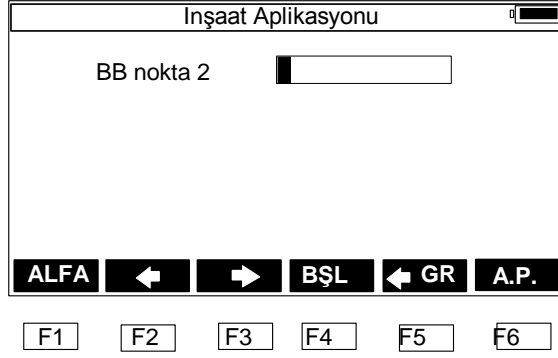 Inşaat Aplikasyonu
BB nokta 2
ALFA BŞL GR A.P.
F1 F2 F3 F4 F5 F6